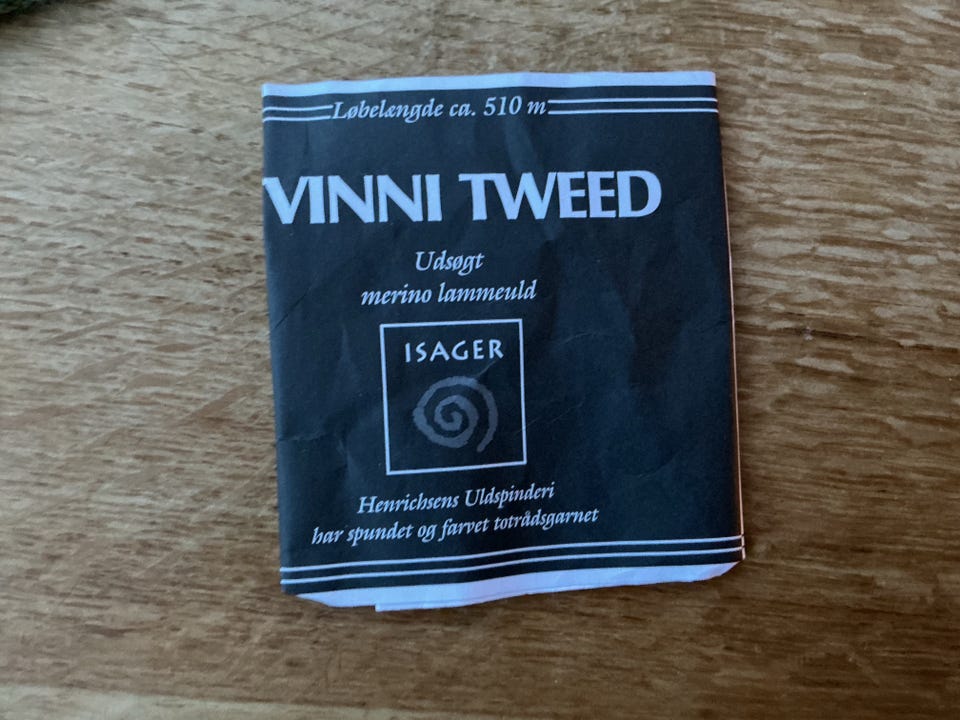 Løbelængde ca. 510 m
VINNI TWEED
Udsøgt
merino lammeuld
ISAGER
Henrichsens Uldspinderi
har spundet og farvet totrådsgarnet